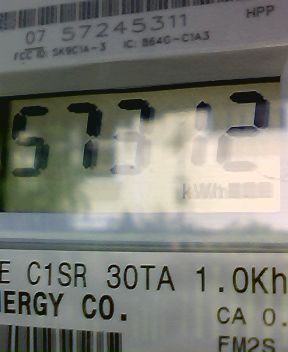 HPP
07 57245311
FCC ID: SK9C1A-3 IC: 864G-C1A3
57312
kWh
E C1SR 30TA 1.0Kh
NERGY CO.
CA 0.
FM2S